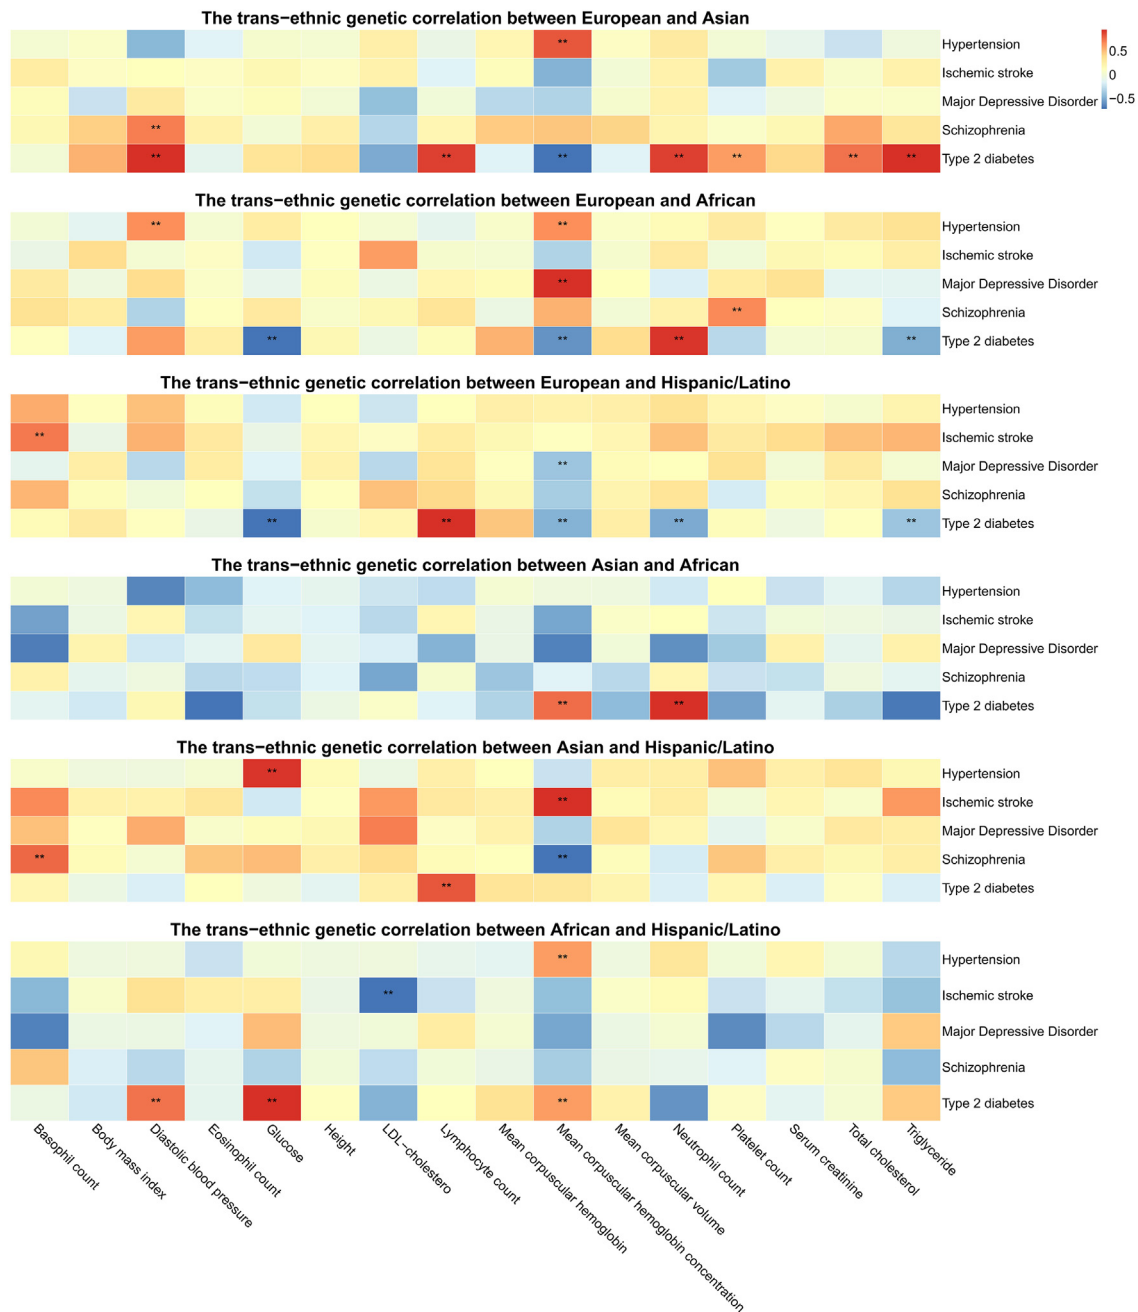 The trans−ethnic genetic correlation between European and Asian
**
Hypertension
Ischemic stroke
Major Depressive Disorder
**
Schizophrenia
** ** ** ** ** ** **
Type 2 diabetes
0.5
0
−0.5
The trans−ethnic genetic correlation between European and African
** **
Hypertension
Ischemic stroke
**
Major Depressive Disorder
**
Schizophrenia
** ** ** **
Type 2 diabetes
The trans−ethnic genetic correlation between European and Hispanic/Latino
Hypertension
**
Ischemic stroke
**
Major Depressive Disorder
Schizophrenia
** ** ** ** **
Type 2 diabetes
The trans−ethnic genetic correlation between Asian and African
Hypertension
Ischemic stroke
Major Depressive Disorder
Schizophrenia
** **
Type 2 diabetes
The trans−ethnic genetic correlation between Asian and Hispanic/Latino
**
Hypertension
**
Ischemic stroke
Major Depressive Disorder
** **
Schizophrenia
**
Type 2 diabetes
The trans−ethnic genetic correlation between African and Hispanic/Latino
**
Hypertension
**
Ischemic stroke
Major Depressive Disorder
Schizophrenia
** ** **
Type 2 diabetes
Basophil count
Body mass index
Diastolic blood pressure
Eosinophil count
Glucose
Height
LDL−cholestero
Lymphocyte count
Mean corpuscular hemoglobin
Mean corpuscular hemoglobin concentration
Mean corpuscular volume
Neutrophil count
Platelet count
Serum creatinine
Total cholesterol
Triglyceride